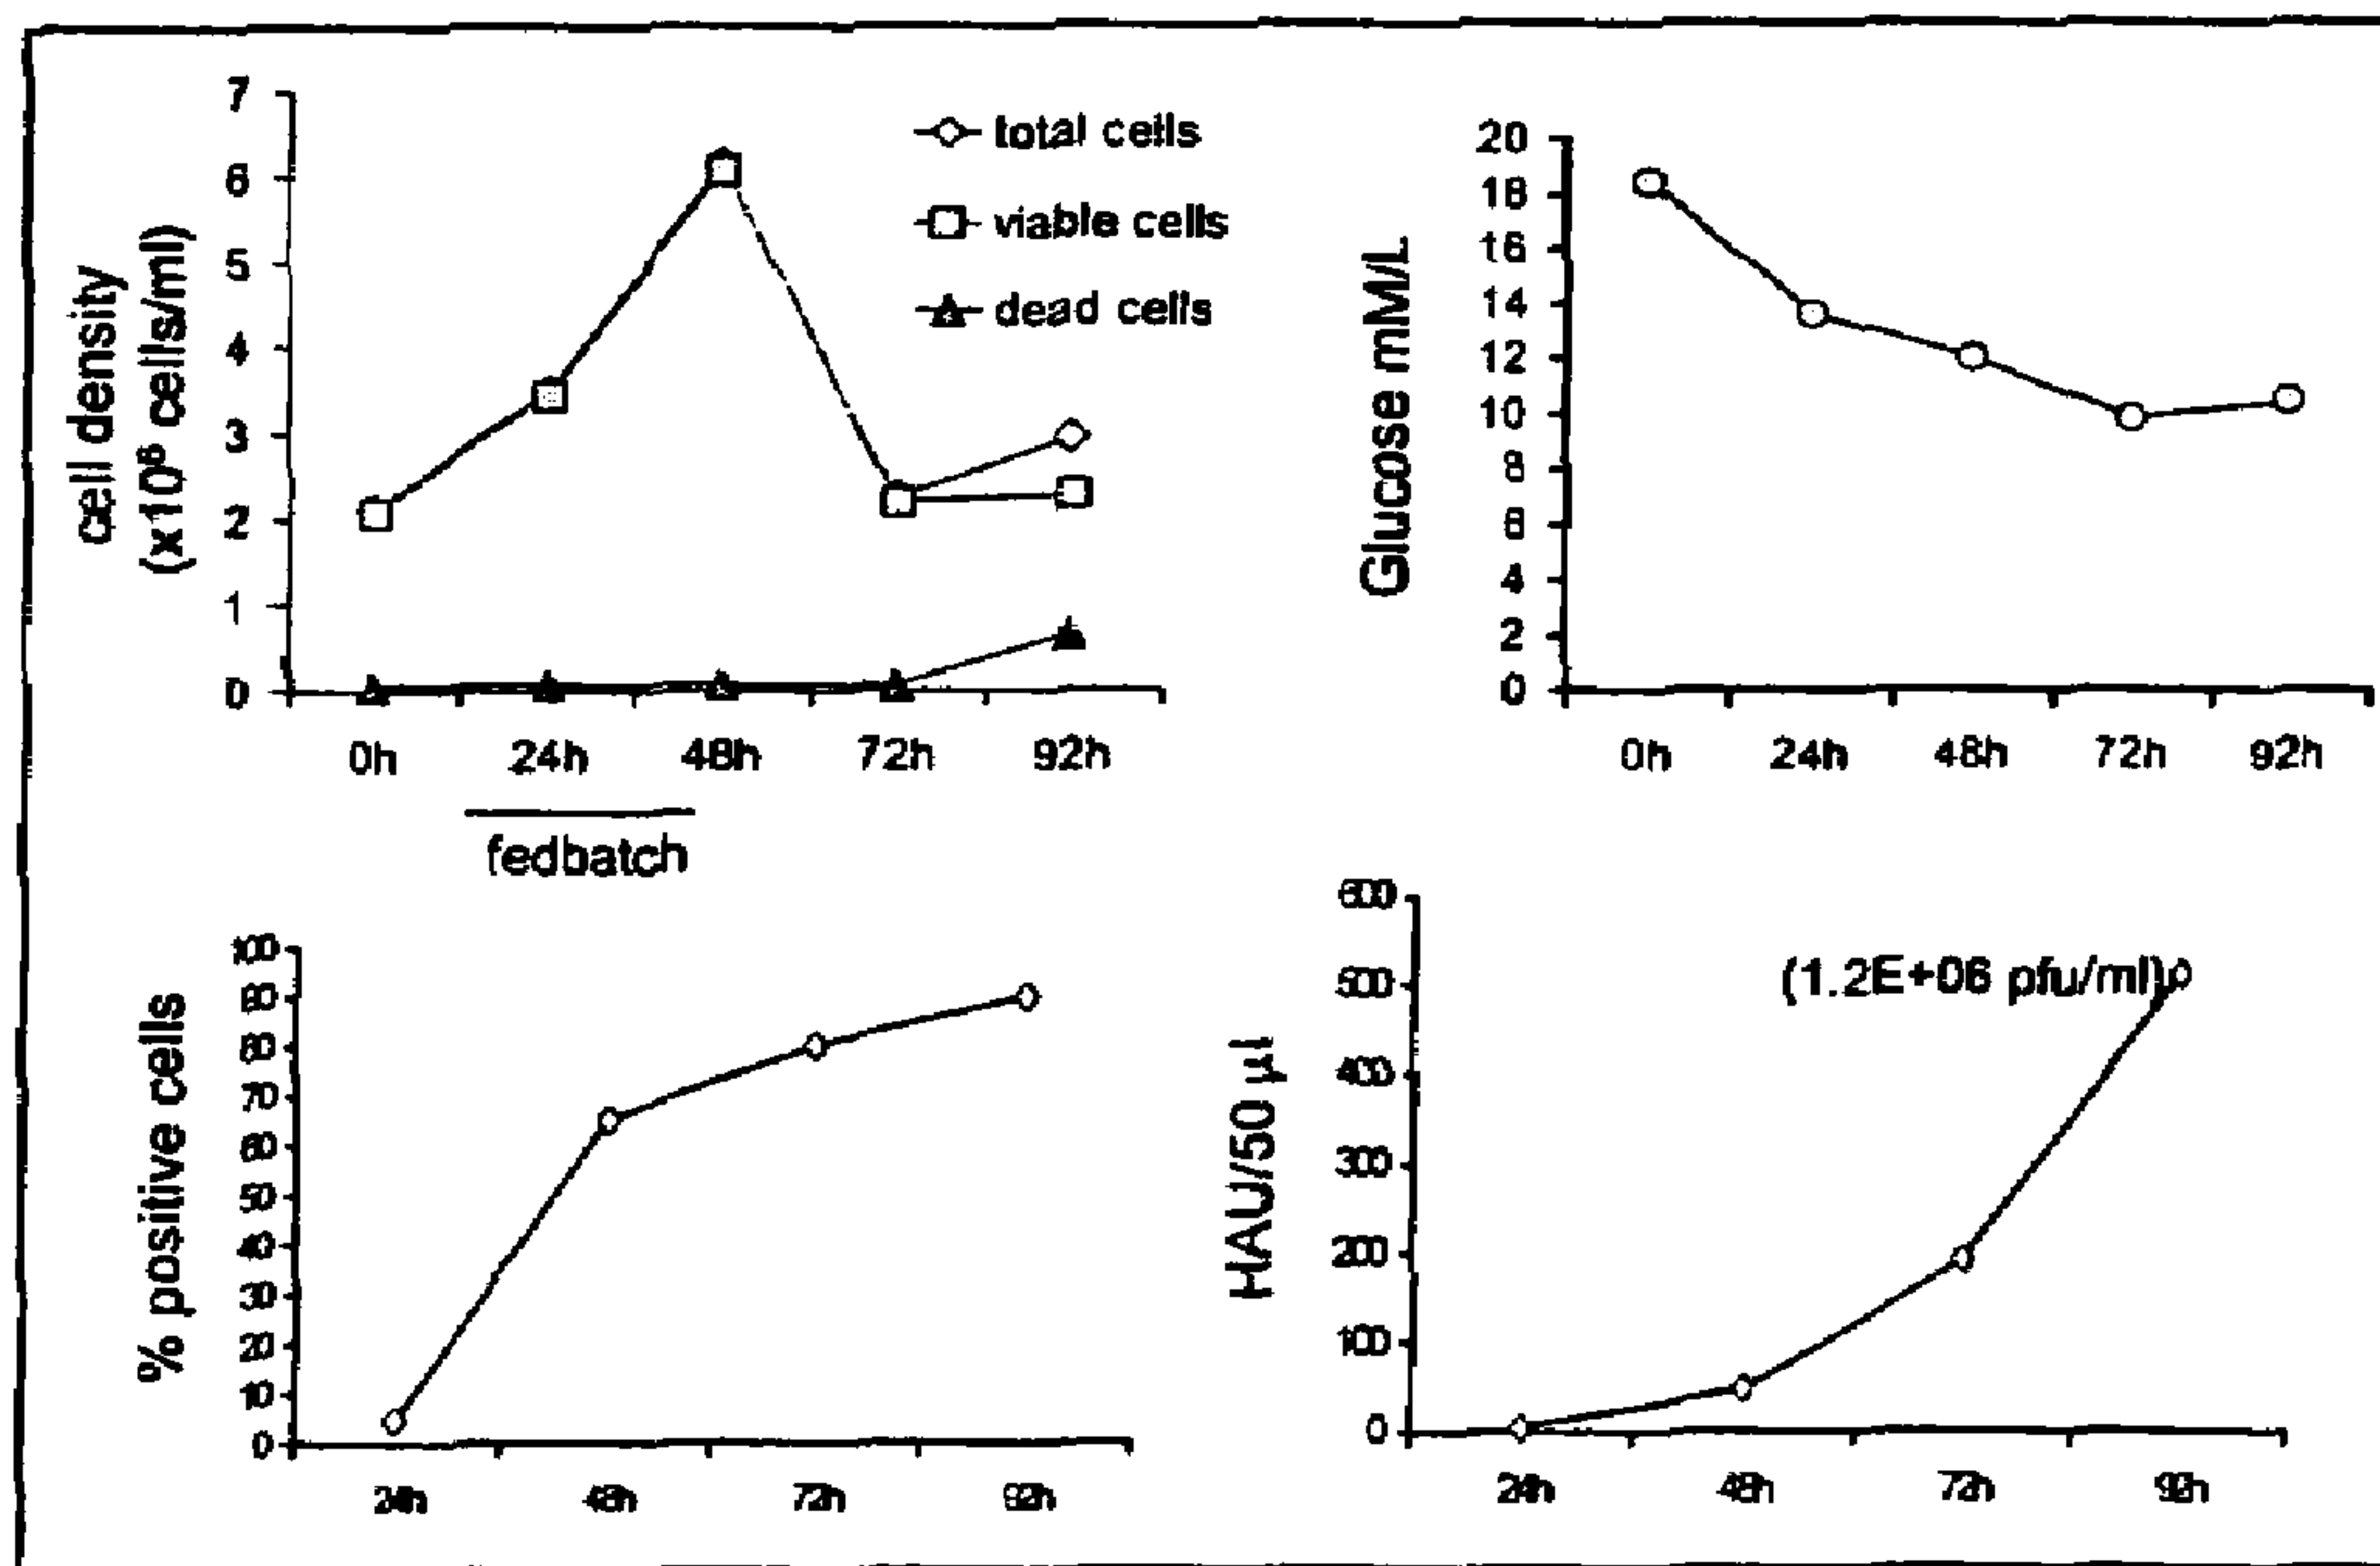 7
6
5
4
3
2
1
0
cell density
(x10⁶ cells/ml)
total cells
viable cells
dead cells
0h 24h 48h 72h 92h
fedbatch
20
18
16
14
12
10
8
6
4
2
0
Glucose mM/L
0h 24h 48h 72h 92h
100
90
80
70
60
50
40
30
20
10
0
% positive cells
24h 48h 72h 92h
600
500
400
300
200
100
0
HAU/50 µl
(1.2E+06 pfu/ml)
24h 48h 72h 92h